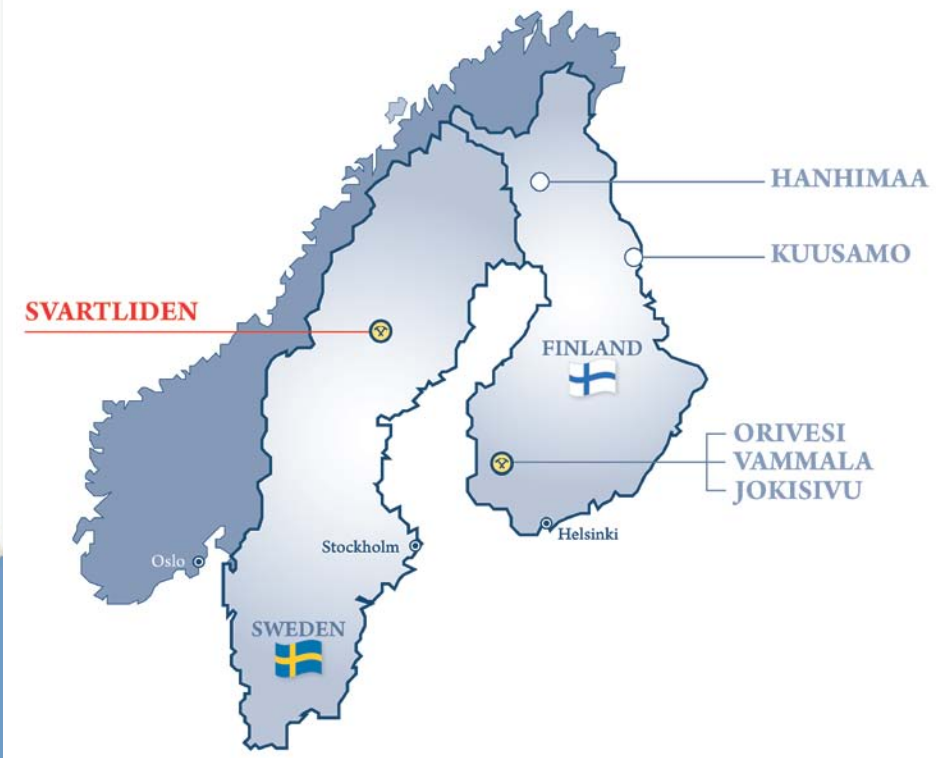 HANHIMAA
KUUSAMO
SVARTLIDEN
FINLAND
ORIVESI
VAMMALA
JOKISIVU
Helsinki
Stockholm
Oslo
SWEDEN